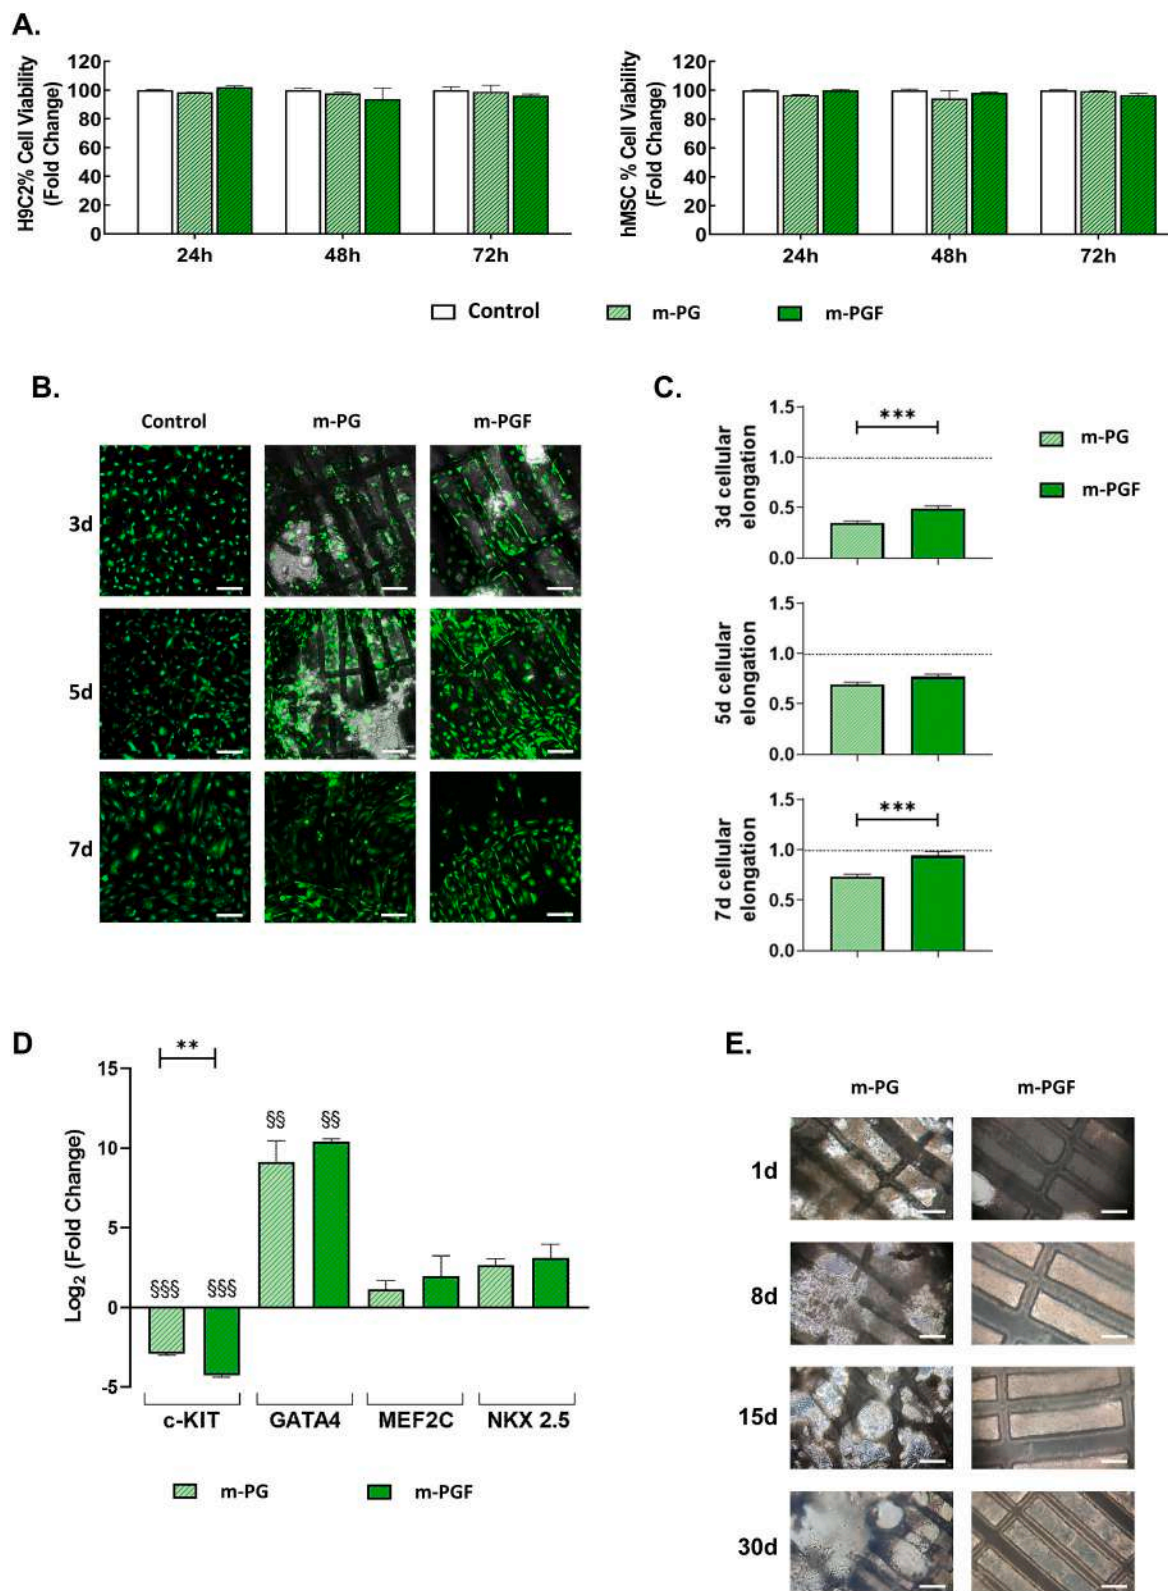 A.
H9C2% Cell Viability
(Fold Change)
120
100
80
60
40
20
0
24h
48h
72h
hMSC % Cell Viability
(Fold Change)
120
100
80
60
40
20
0
24h
48h
72h
Control
m-PG
m-PGF
B.
Control
m-PG
m-PGF
3d
5d
7d
C.
3d cellular
elongation
1.5
1.0
0.5
0.0
***
m-PG
m-PGF
5d cellular
elongation
1.5
1.0
0.5
0.0
7d cellular
elongation
1.5
1.0
0.5
0.0
***
D
Log2 (Fold Change)
15
10
5
0
-5
**
§§§
§§§
§§
§§
c-KIT
GATA4
MEF2C
NKX 2.5
m-PG
m-PGF
E.
m-PG
m-PGF
1d
8d
15d
30d